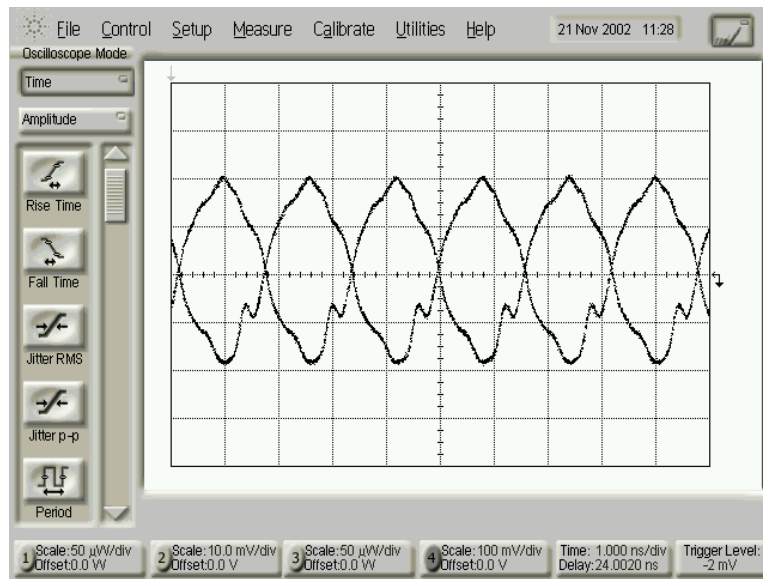 File Control Setup Measure Calibrate Utilities Help 21 Nov 2002 11:28
Oscilloscope Mode
Time
Amplitude
Rise Time
Fall Time
Jitter RMS
Jitter p-p
Period
1 Scale:50 µW/div
Offset:0.0 W
2 Scale:10.0 mV/div
Offset:0.0 V
3 Scale:50 µW/div
Offset:0.0 W
4 Scale:100 mV/div
Offset:0.0 V
Time: 1.000 ns/div
Delay:24.0020 ns
Trigger Level:
-2 mV